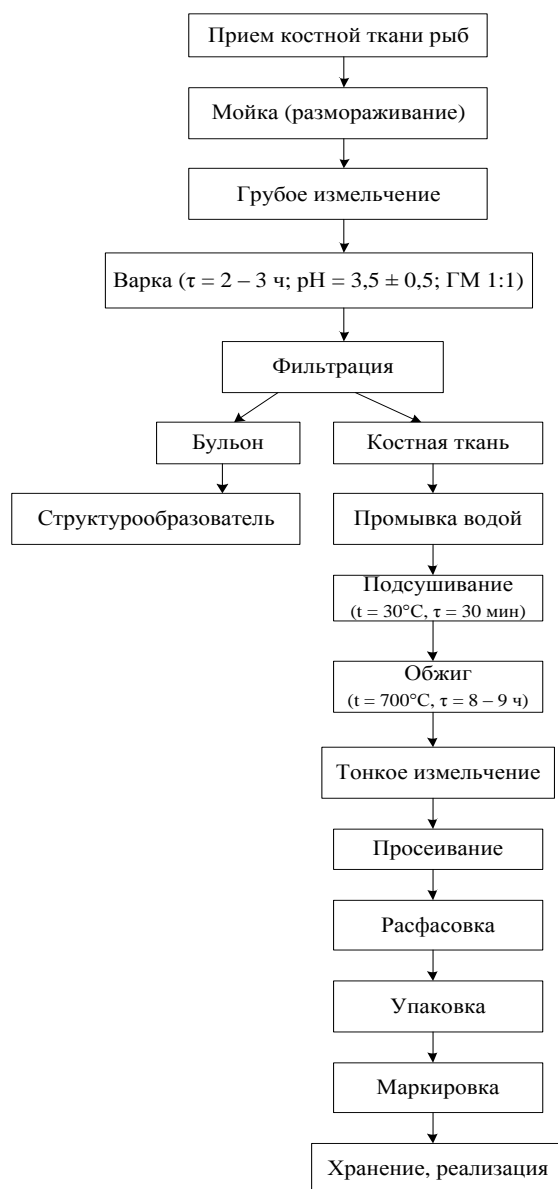 Прием костной ткани рыб
Мойка (размораживание)
Грубое измельчение
Варка (τ = 2 – 3 ч; pH = 3,5 ± 0,5; ГМ 1:1)
Фильтрация
Бульон
Костная ткань
Структурообразователь
Промывка водой
Подсушивание
(t = 30°C, τ = 30 мин)
Обжиг
(t = 700°C, τ = 8 – 9 ч)
Тонкое измельчение
Просеивание
Расфасовка
Упаковка
Маркировка
Хранение, реализация